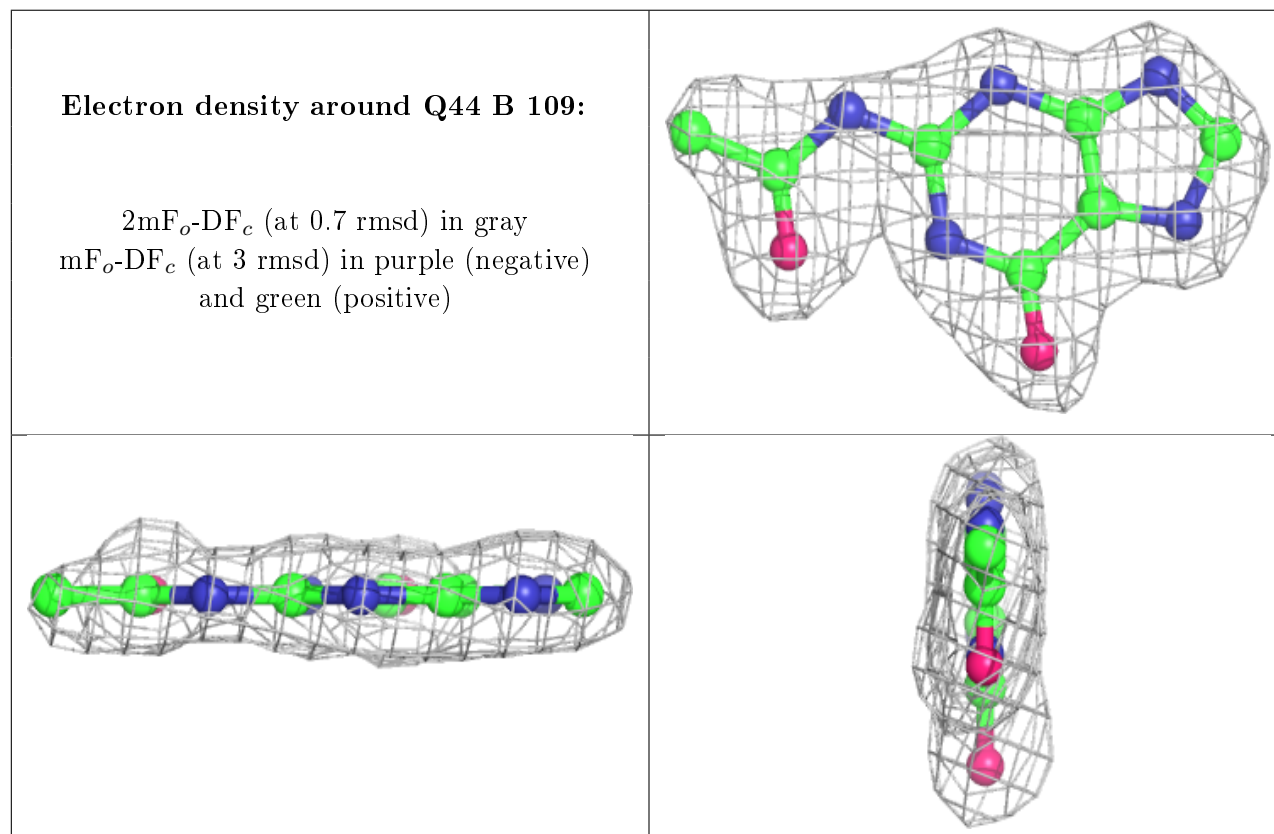 Electron density around Q44 B 109:
2mFo-DFc (at 0.7 rmsd) in gray
mFo-DFc (at 3 rmsd) in purple (negative)
and green (positive)